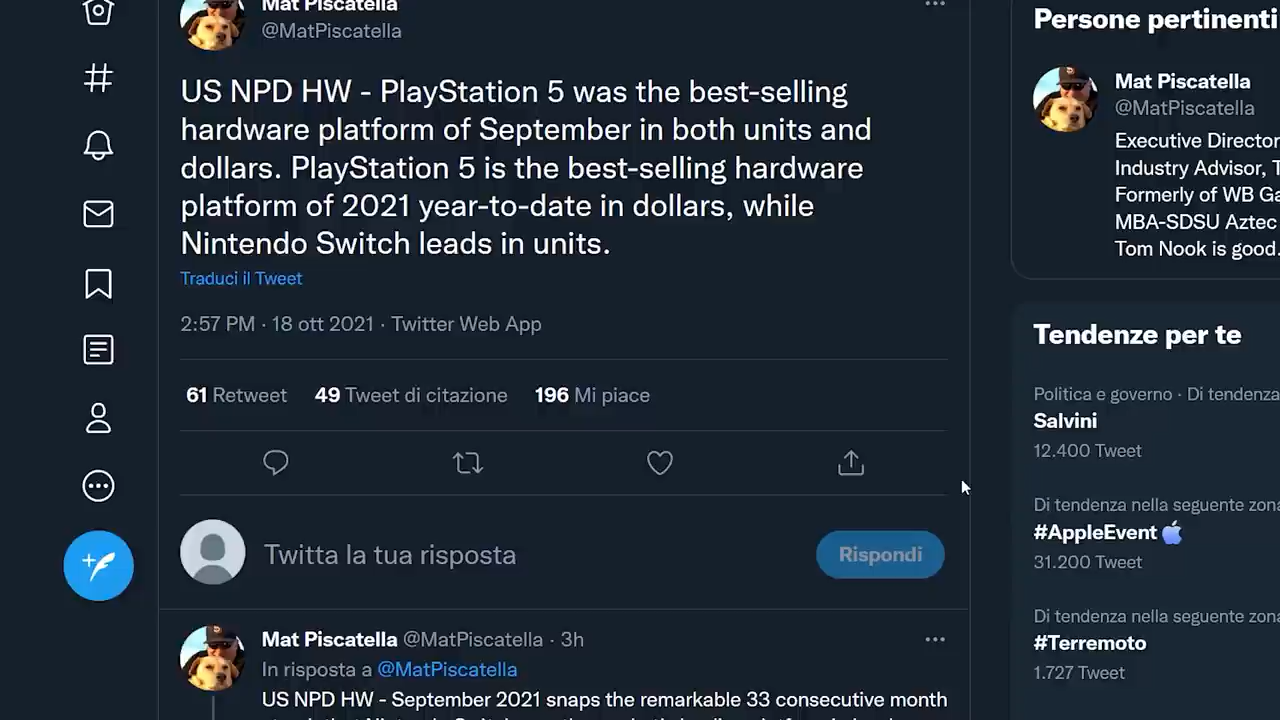 Mat Piscatella
@MatPiscatella
US NPD HW - PlayStation 5 was the best-selling
hardware platform of September in both units and
dollars. PlayStation 5 is the best-selling hardware
platform of 2021 year-to-date in dollars, while
Nintendo Switch leads in units.
Traduci il Tweet
2:57 PM · 18 ott 2021 · Twitter Web App
61 Retweet 49 Tweet di citazione 196 Mi piace
Twitta la tua risposta
Rispondi
Mat Piscatella @MatPiscatella · 3h
In risposta a @MatPiscatella
US NPD HW - September 2021 snaps the remarkable 33 consecutive month
Persone pertinenti
Mat Piscatella
@MatPiscatella
Executive Director
Industry Advisor, T
Formerly of WB Ga
MBA-SDSU Aztec
Tom Nook is good.
Tendenze per te
Politica e governo · Di tendenza
Salvini
12.400 Tweet
Di tendenza nella seguente zona
#AppleEvent
31.200 Tweet
Di tendenza nella seguente zona
#Terremoto
1.727 Tweet